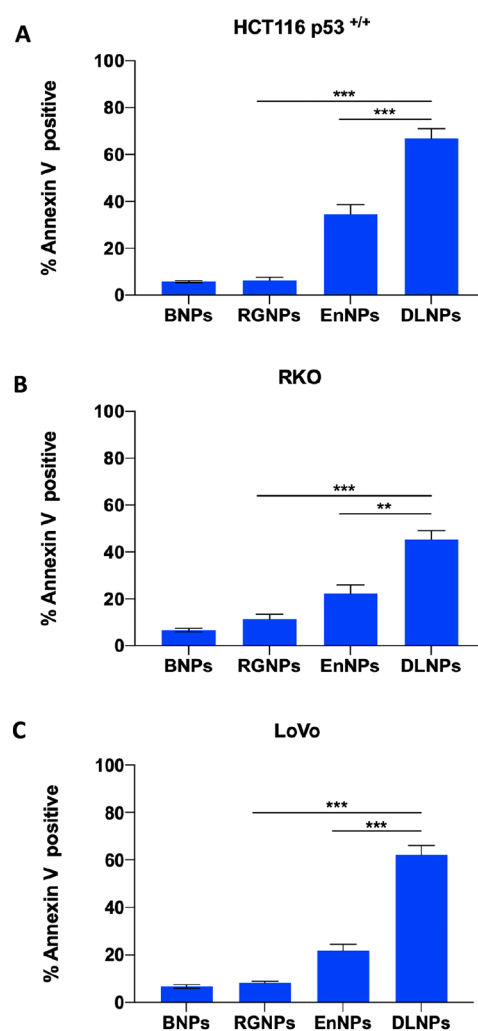 A
HCT116 p53 +/+
% Annexin V positive
100
80
60
40
20
0
***
***
BNPs RGNPs EnNPs DLNPs
B
RKO
% Annexin V positive
100
80
60
40
20
0
***
**
BNPs RGNPs EnNPs DLNPs
C
LoVo
% Annexin V positive
100
80
60
40
20
0
***
***
BNPs RGNPs EnNPs DLNPs